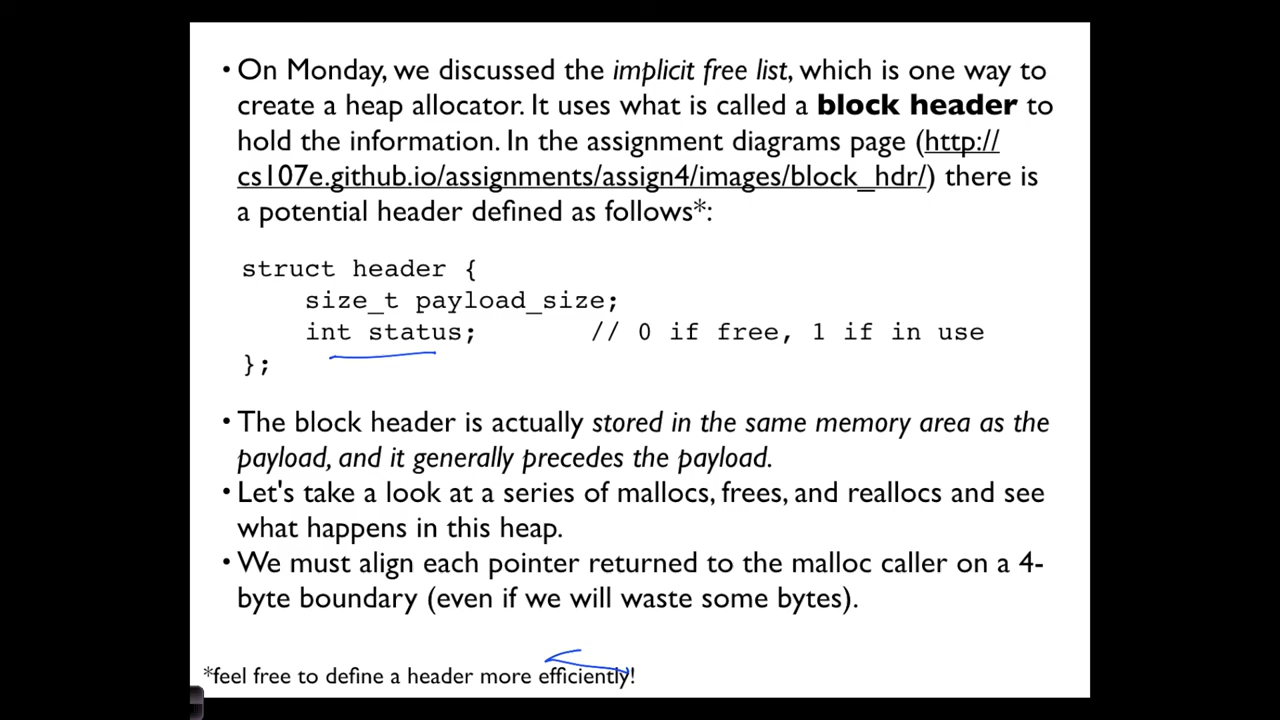 • On Monday, we discussed the implicit free list, which is one way to
create a heap allocator. It uses what is called a block header to
hold the information. In the assignment diagrams page (http://
cs107e.github.io/assignments/assign4/images/block_hdr/) there is
a potential header defined as follows*:
struct header {
    size_t payload_size;
    int status;       // 0 if free, 1 if in use
};
• The block header is actually stored in the same memory area as the
payload, and it generally precedes the payload.
• Let's take a look at a series of mallocs, frees, and reallocs and see
what happens in this heap.
• We must align each pointer returned to the malloc caller on a 4-
byte boundary (even if we will waste some bytes).
*feel free to define a header more efficiently!